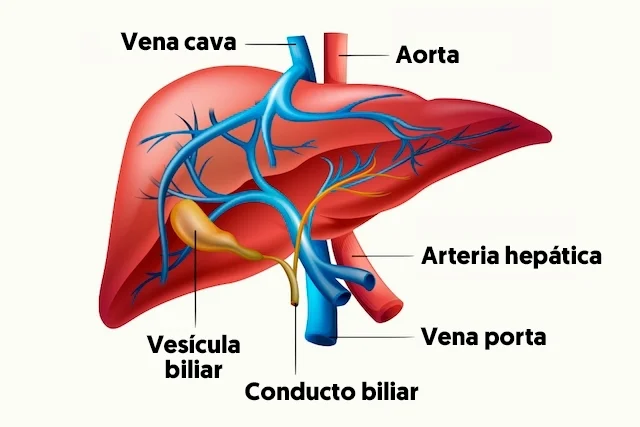 Vena cava
Aorta
Arteria hepática
Vena porta
Vesícula
biliar
Conducto biliar